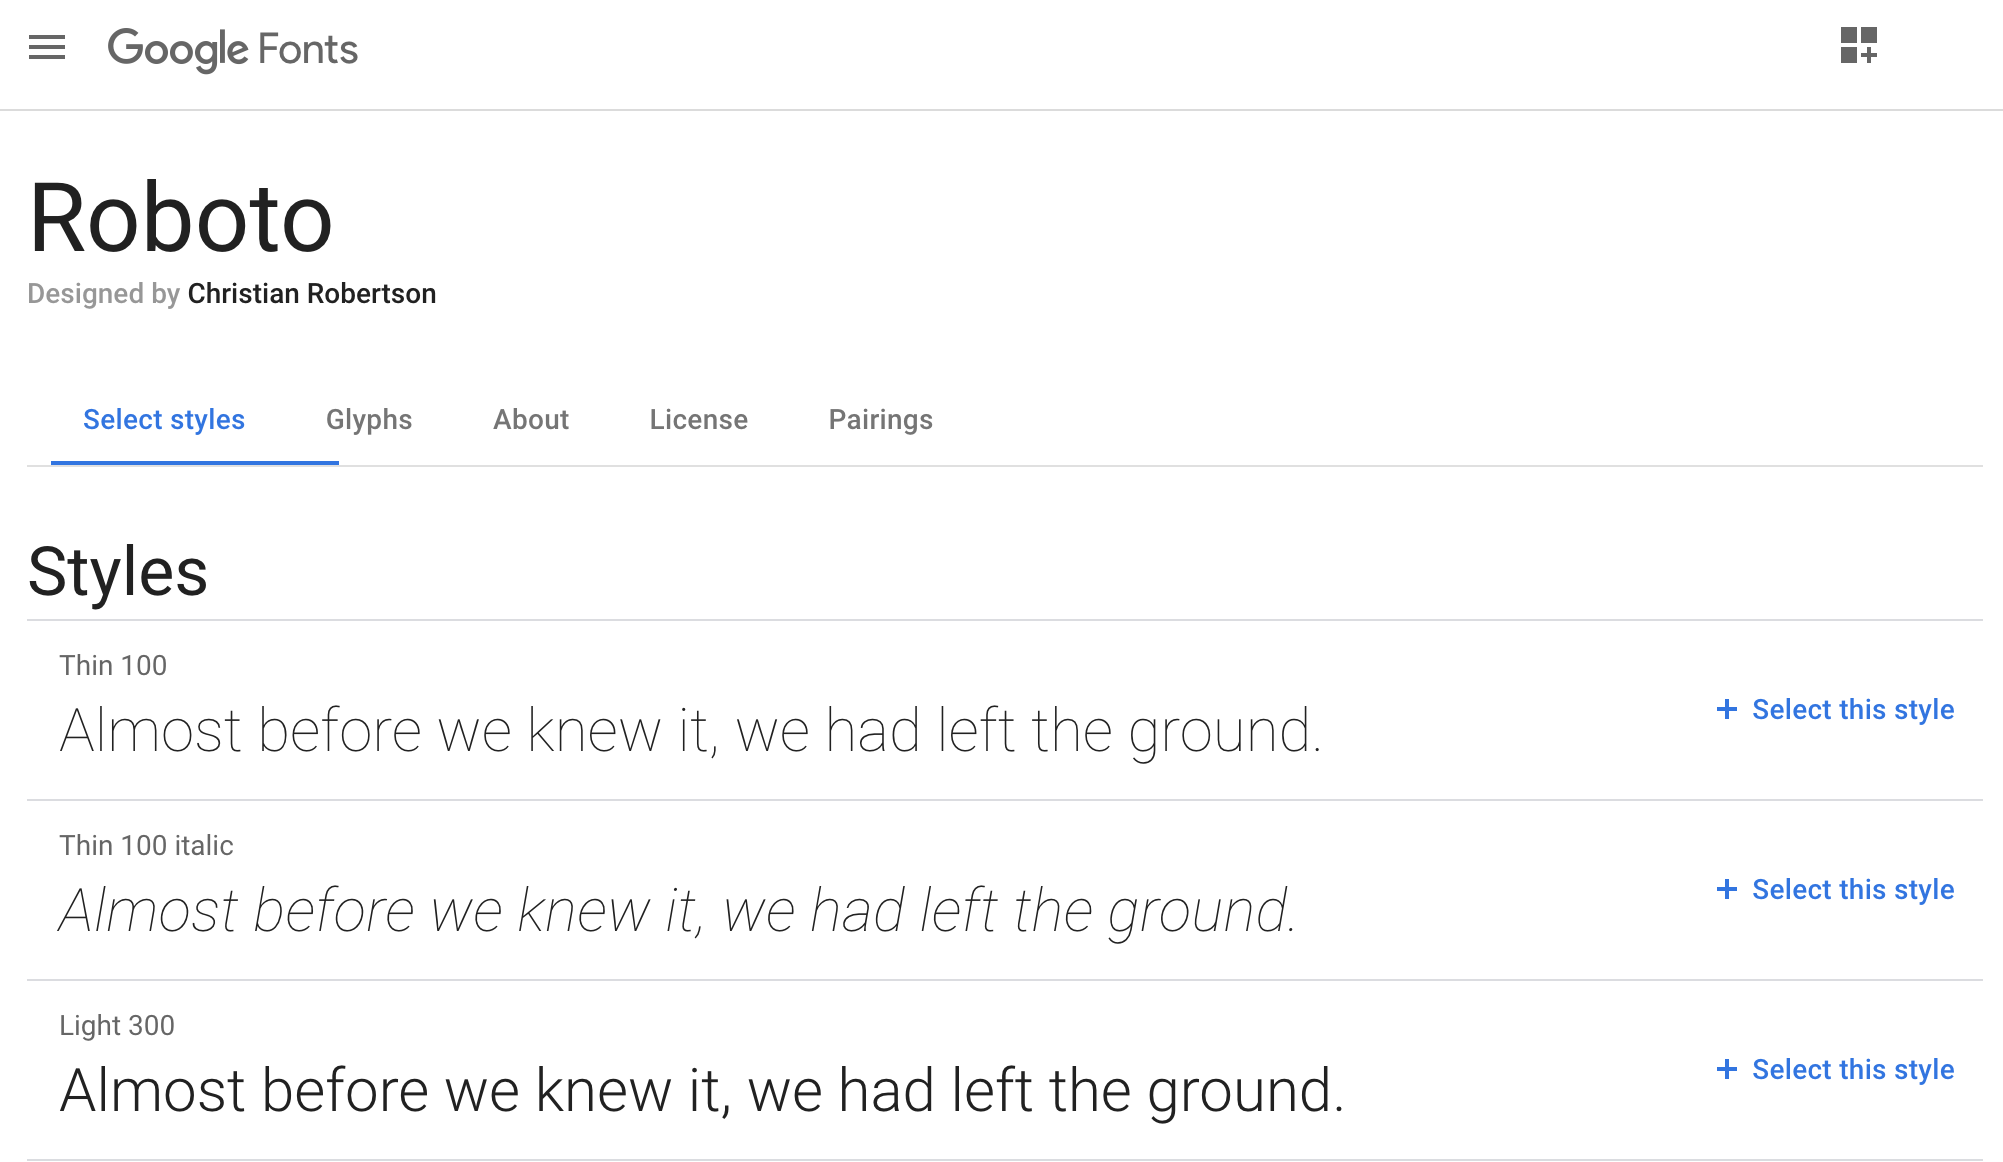 Google Fonts
Roboto
Designed by Christian Robertson
Select styles Glyphs About License Pairings
Styles
Thin 100
Almost before we knew it, we had left the ground.
+ Select this style
Thin 100 italic
Almost before we knew it, we had left the ground.
+ Select this style
Light 300
Almost before we knew it, we had left the ground.
+ Select this style